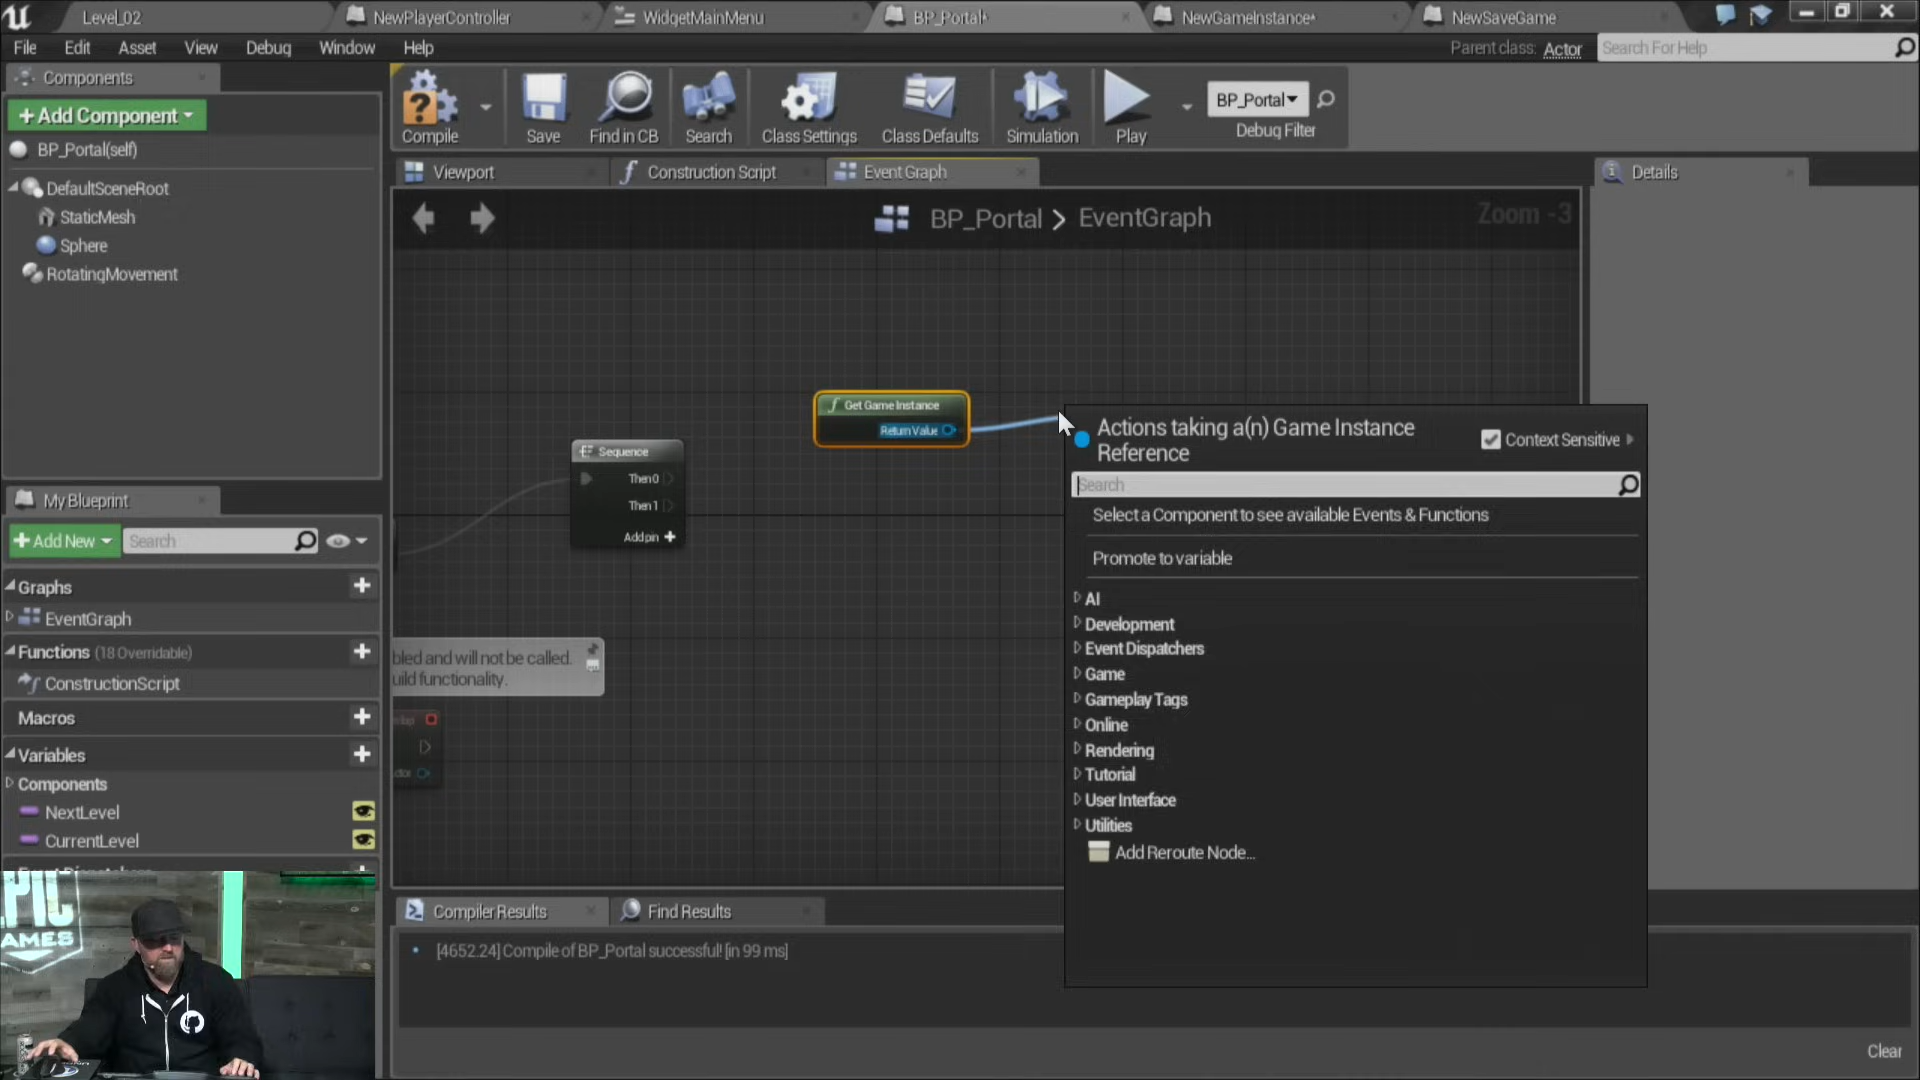 Level_02
NewPlayerController
WidgetMainMenu
BP_Portal*
NewGameInstance*
NewSaveGame
File
Edit
Asset
View
Debug
Window
Help
Parent class: Actor
Search For Help
Components
+ Add Component
BP_Portal(self)
DefaultSceneRoot
StaticMesh
Sphere
RotatingMovement
Compile
Save
Find in CB
Search
Class Settings
Class Defaults
Simulation
Play
BP_Portal
Debug Filter
Viewport
Construction Script
Event Graph
Details
BP_Portal > EventGraph
Zoom -3
Get Game Instance
Return Value
Sequence
Then 0
Then 1
Add pin +
bled and will not be called.
uild functionality.
Actions taking a(n) Game Instance
Reference
Context Sensitive
Search
Select a Component to see available Events & Functions
Promote to variable
AI
Development
Event Dispatchers
Game
Gameplay Tags
Online
Rendering
Tutorial
User Interface
Utilities
Add Reroute Node...
My Blueprint
+ Add New
Search
Graphs
EventGraph
Functions (18 Overridable)
ConstructionScript
Macros
Variables
Components
NextLevel
CurrentLevel
EPIC
GAMES
Compiler Results
Find Results
[4652.24] Compile of BP_Portal successful! [in 99 ms]
Clear